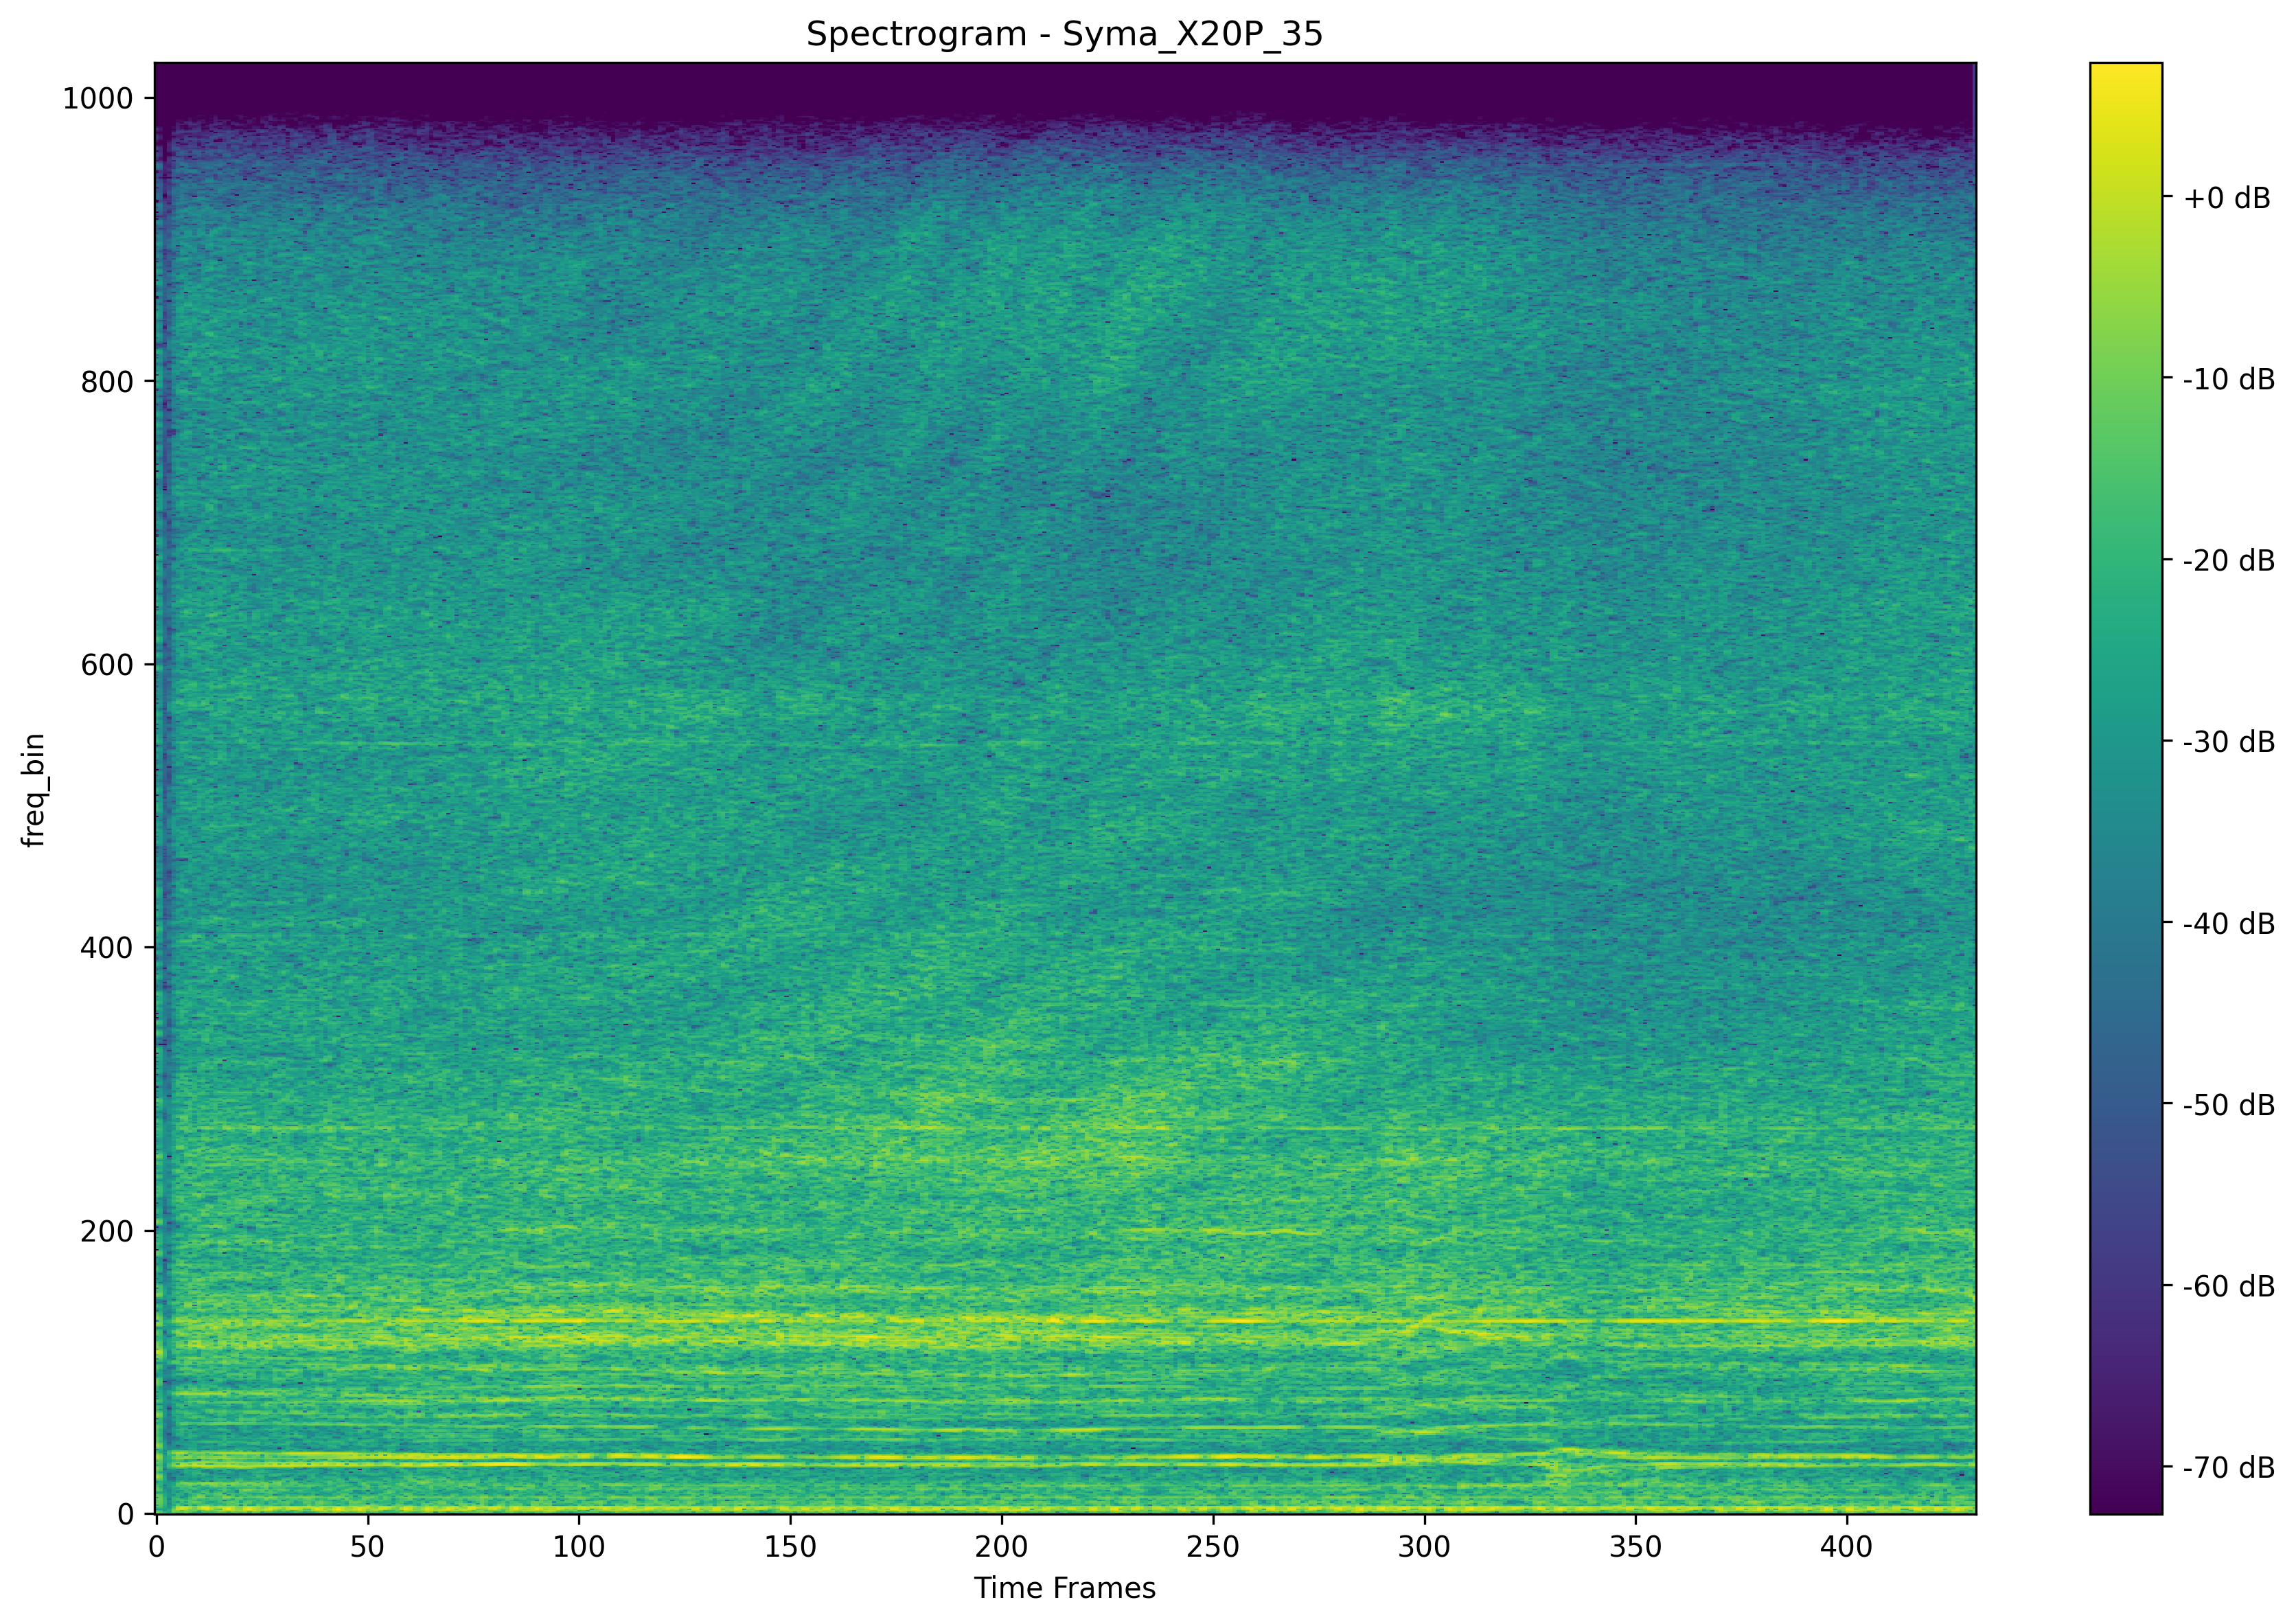 Spectrogram - Syma_X20P_35
1000
800
600
400
200
0
freq_bin
0 50 100 150 200 250 300 350 400
Time Frames
+0 dB
-10 dB
-20 dB
-30 dB
-40 dB
-50 dB
-60 dB
-70 dB